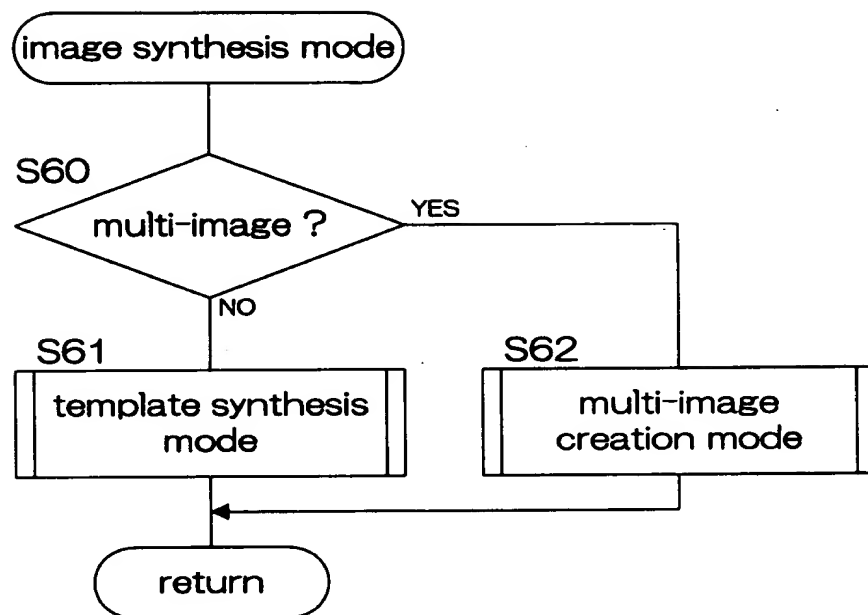 image synthesis mode
S60
multi-image ?
YES
NO
S61
template synthesis
mode
S62
multi-image
creation mode
return